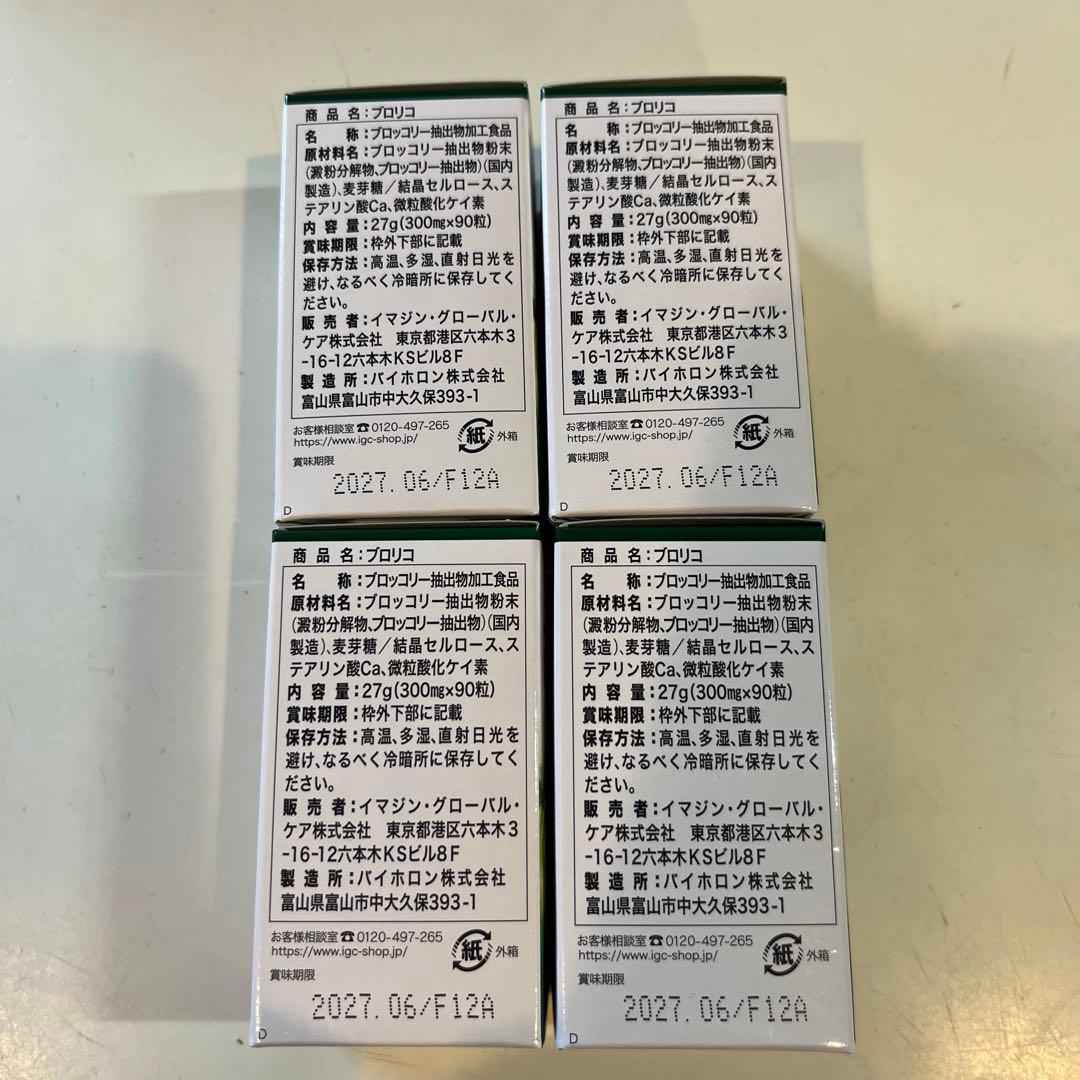 商品名：ブロリコ
名称：ブロッコリー抽出物加工食品
原材料名：ブロッコリー抽出物粉末
(澱粉分解物、ブロッコリー抽出物)(国内
製造)、麦芽糖/結晶セルロース、ス
テアリン酸Ca、微粒酸化ケイ素
内容量：27g(300㎎×90粒)
賞味期限：枠外下部に記載
保存方法：高温、多湿、直射日光を
避け、なるべく冷暗所に保存してく
ださい。
販売者：イマジン・グローバル・
ケア株式会社　東京都港区六本木3
-16-12六本木KSビル8F
製造所：バイホロン株式会社
富山県富山市中大久保393-1
お客様相談室☎0120-497-265
https://www.igc-shop.jp/
紙 外箱
賞味期限
2027.06/F12A
D
商品名：ブロリコ
名称：ブロッコリー抽出物加工食品
原材料名：ブロッコリー抽出物粉末
(澱粉分解物、ブロッコリー抽出物)(国内
製造)、麦芽糖/結晶セルロース、ス
テアリン酸Ca、微粒酸化ケイ素
内容量：27g(300㎎×90粒)
賞味期限：枠外下部に記載
保存方法：高温、多湿、直射日光を
避け、なるべく冷暗所に保存してく
ださい。
販売者：イマジン・グローバル・
ケア株式会社　東京都港区六本木3
-16-12六本木KSビル8F
製造所：バイホロン株式会社
富山県富山市中大久保393-1
お客様相談室☎0120-497-265
https://www.igc-shop.jp/
紙 外箱
賞味期限
2027.06/F12A
D
商品名：ブロリコ
名称：ブロッコリー抽出物加工食品
原材料名：ブロッコリー抽出物粉末
(澱粉分解物、ブロッコリー抽出物)(国内
製造)、麦芽糖/結晶セルロース、ス
テアリン酸Ca、微粒酸化ケイ素
内容量：27g(300㎎×90粒)
賞味期限：枠外下部に記載
保存方法：高温、多湿、直射日光を
避け、なるべく冷暗所に保存してく
ださい。
販売者：イマジン・グローバル・
ケア株式会社　東京都港区六本木3
-16-12六本木KSビル8F
製造所：バイホロン株式会社
富山県富山市中大久保393-1
お客様相談室☎0120-497-265
https://www.igc-shop.jp/
紙 外箱
賞味期限
2027.06/F12A
D
商品名：ブロリコ
名称：ブロッコリー抽出物加工食品
原材料名：ブロッコリー抽出物粉末
(澱粉分解物、ブロッコリー抽出物)(国内
製造)、麦芽糖/結晶セルロース、ス
テアリン酸Ca、微粒酸化ケイ素
内容量：27g(300㎎×90粒)
賞味期限：枠外下部に記載
保存方法：高温、多湿、直射日光を
避け、なるべく冷暗所に保存してく
ださい。
販売者：イマジン・グローバル・
ケア株式会社　東京都港区六本木3
-16-12六本木KSビル8F
製造所：バイホロン株式会社
富山県富山市中大久保393-1
お客様相談室☎0120-497-265
https://www.igc-shop.jp/
紙 外箱
賞味期限
2027.06/F12A
D